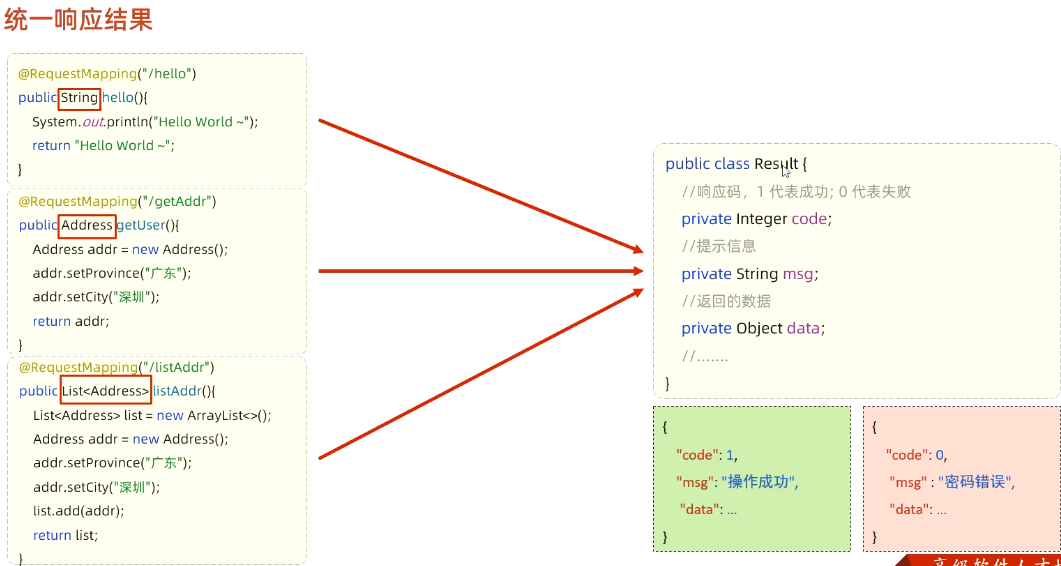 统一响应结果
@RequestMapping("/hello")
public String hello(){
System.out.println("Hello World ~");
return "Hello World ~";
}
@RequestMapping("/getAddr")
public Address getUser(){
Address addr = new Address();
addr.setProvince("广东");
addr.setCity("深圳");
return addr;
}
@RequestMapping("/listAddr")
public List<Address> listAddr(){
List<Address> list = new ArrayList<>();
Address addr = new Address();
addr.setProvince("广东");
addr.setCity("深圳");
list.add(addr);
return list;
}
public class Result {
//响应码，1 代表成功; 0 代表失败
private Integer code;
//提示信息
private String msg;
//返回的数据
private Object data;
//.......
}
{
"code": 1,
"msg": "操作成功",
"data": ...
}
{
"code": 0,
"msg" : "密码错误",
"data": ...
}
高级软件人才